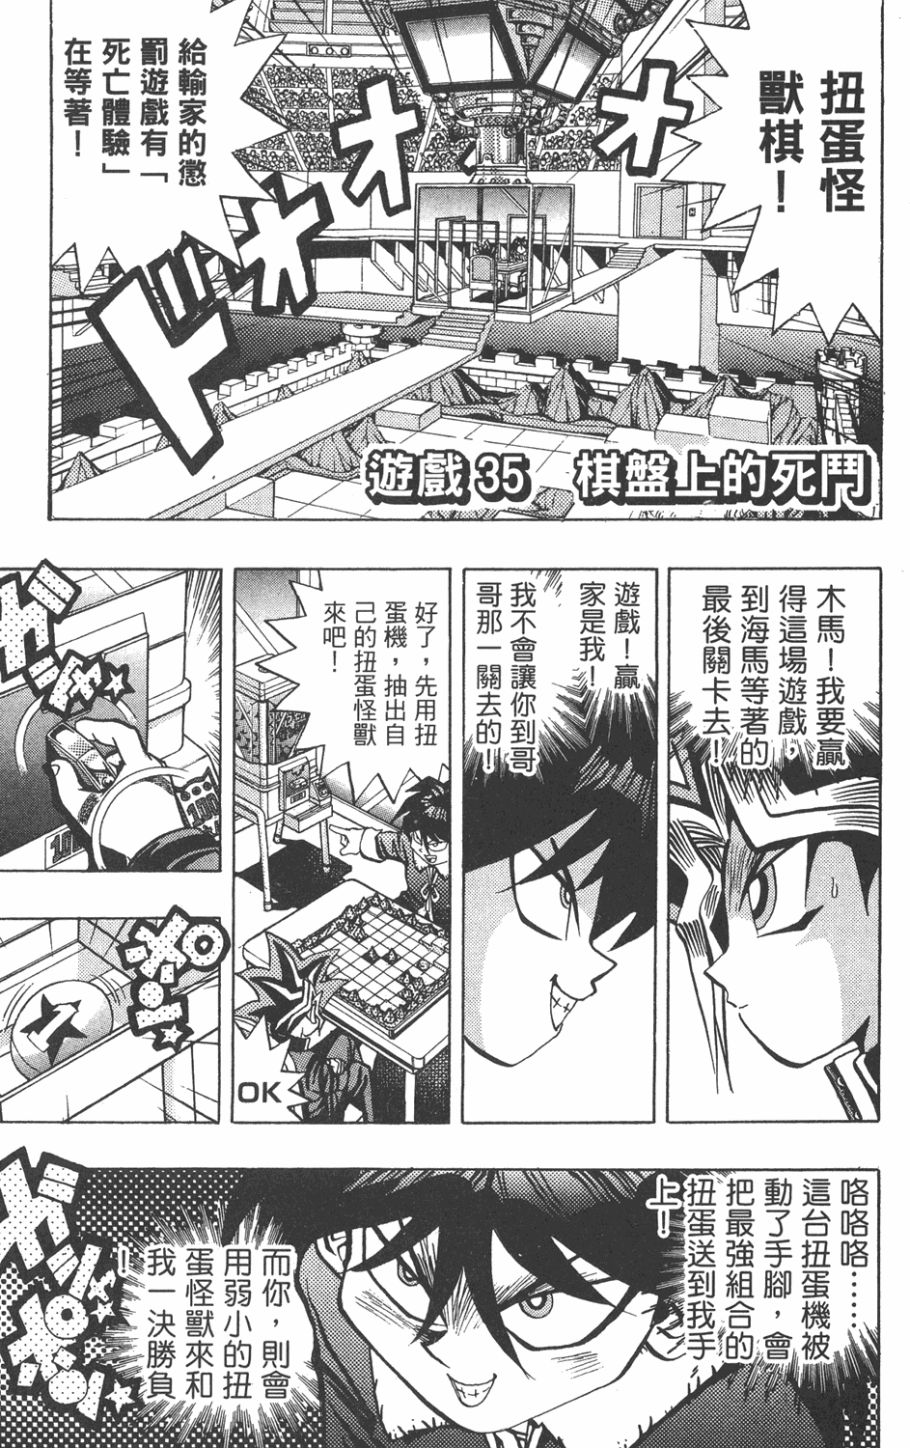 扭蛋怪
獸棋！
給輸家的懲
罰遊戲有「
死亡體驗」
在等著！
ドオオオオ
遊戲35 棋盤上的死鬥
木馬！我要贏
得這場遊戲，
到海馬等著的
最後關卡去！
遊戲！贏
家是我！
我不會讓你到哥
哥那一關去的！
好了，先用扭
蛋機，抽出自
己的扭蛋怪獸
來吧！
OK
100
咯咯咯……
這台扭蛋機被
動了手腳，會
把最強組合的
扭蛋送到我手
上！
而你，則會
用弱小的扭
蛋怪獸來和
我一決勝負
！